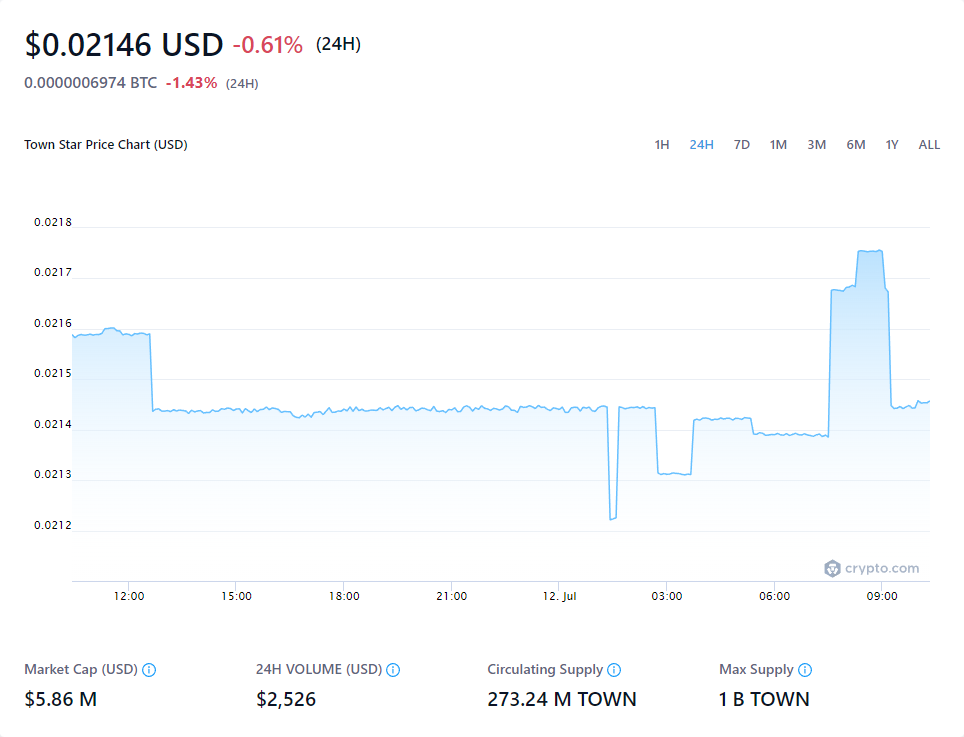 $0.02146 USD -0.61% (24H)
0.0000006974 BTC -1.43% (24H)
Town Star Price Chart (USD)
1H 24H 7D 1M 3M 6M 1Y ALL
0.0218
0.0217
0.0216
0.0215
0.0214
0.0213
0.0212
crypto.com
12:00 15:00 18:00 21:00 12. Jul 03:00 06:00 09:00
Market Cap (USD) 24H VOLUME (USD) Circulating Supply Max Supply
$5.86 M $2,526 273.24 M TOWN 1 B TOWN